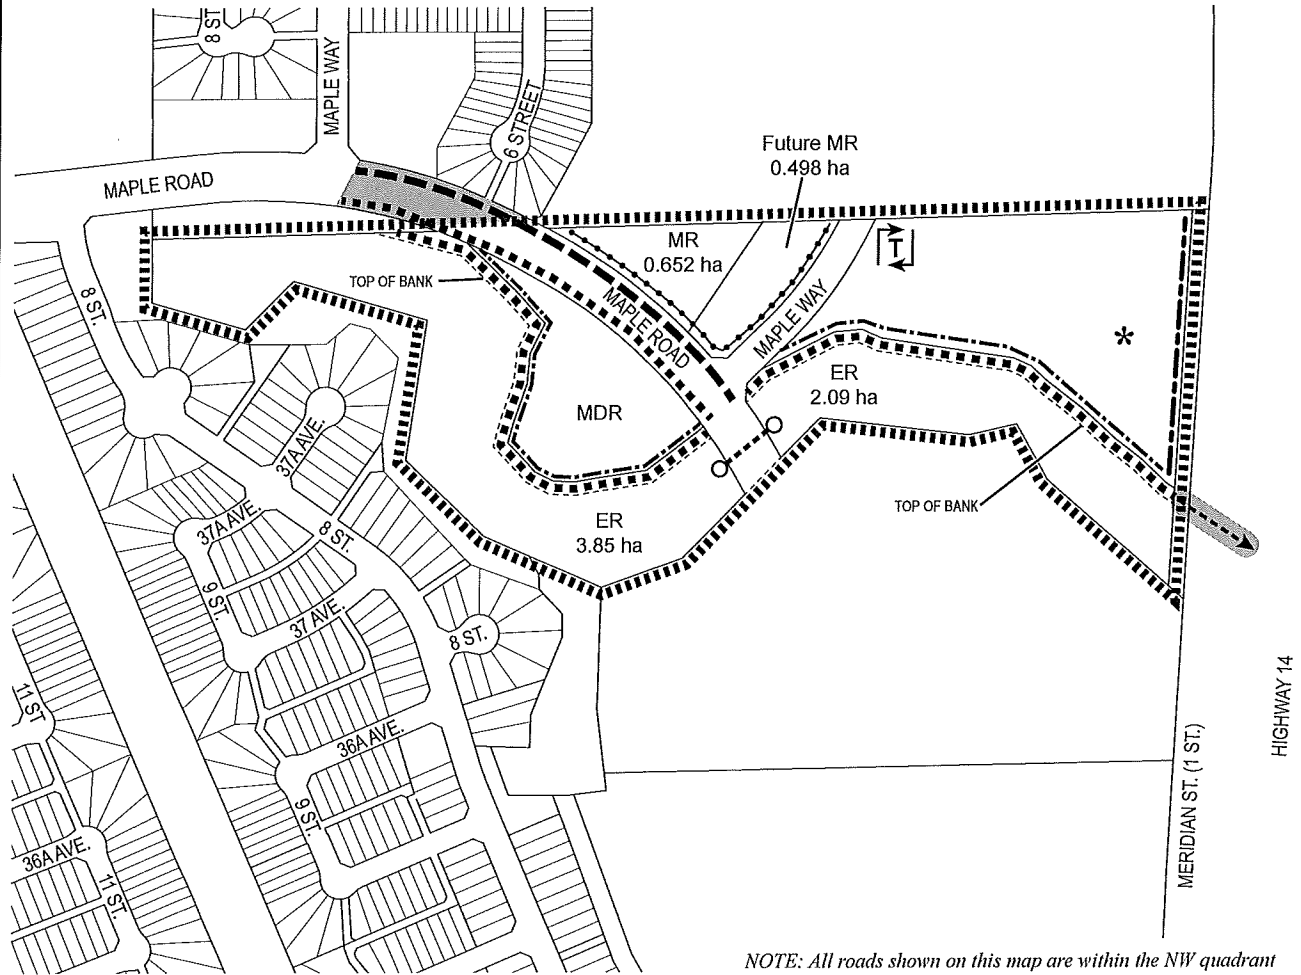 8 ST.
MAPLE WAY
6 STREET
MAPLE ROAD
Future MR
0.498 ha
MR
0.652 ha
T
TOP OF BANK
8 ST.
MAPLE ROAD
MAPLE WAY
*
ER
2.09 ha
MDR
37A AVE.
TOP OF BANK
37A AVE.
8 ST.
ER
3.85 ha
9 ST.
37 AVE.
8 ST.
11 ST
36A AVE.
HIGHWAY 14
MERIDIAN ST. (1 ST.)
9 ST.
36A AVE.
11 ST.
NOTE: All roads shown on this map are within the NW quadrant